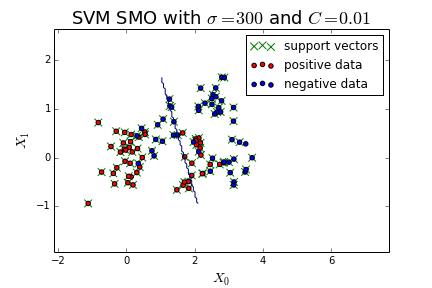 SVM SMO with σ=300 and C=0.01
support vectors
positive data
negative data
X₁
2
1
0
−1
−2
0
2
4
6
X₀